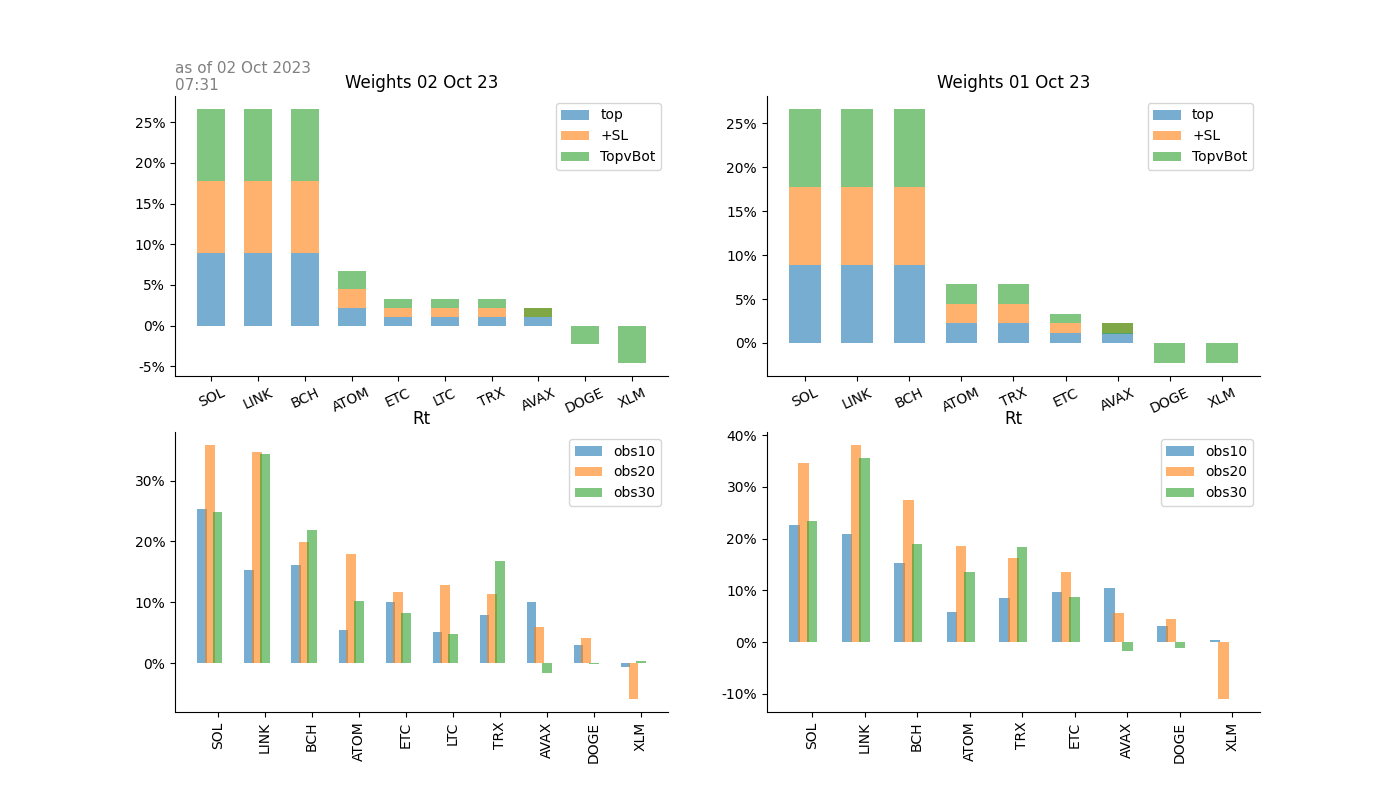 as of 02 Oct 2023
07:31
Weights 02 Oct 23
25%
20%
15%
10%
5%
0%
-5%
top
+SL
TopvBot
SOL LINK BCH ATOM ETC LTC TRX AVAX DOGE XLM
Weights 01 Oct 23
25%
20%
15%
10%
5%
0%
top
+SL
TopvBot
SOL LINK BCH ATOM TRX ETC AVAX DOGE XLM
Rt
30%
20%
10%
0%
obs10
obs20
obs30
SOL LINK BCH ATOM ETC LTC TRX AVAX DOGE XLM
Rt
40%
30%
20%
10%
0%
-10%
obs10
obs20
obs30
SOL LINK BCH ATOM TRX ETC AVAX DOGE XLM